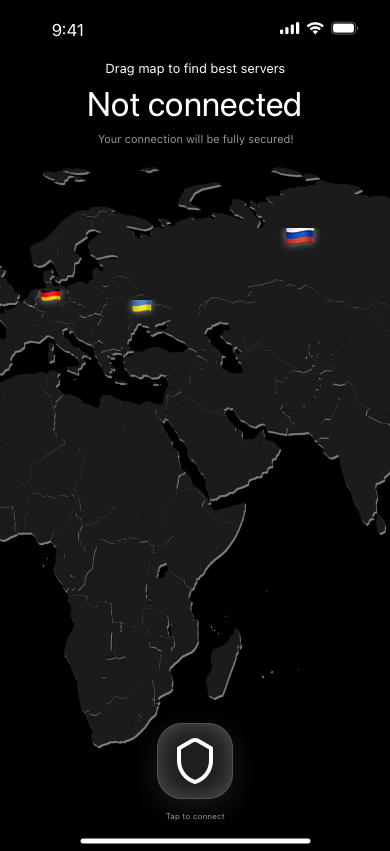 9:41
Drag map to find best servers
Not connected
Your connection will be fully secured!
Tap to connect